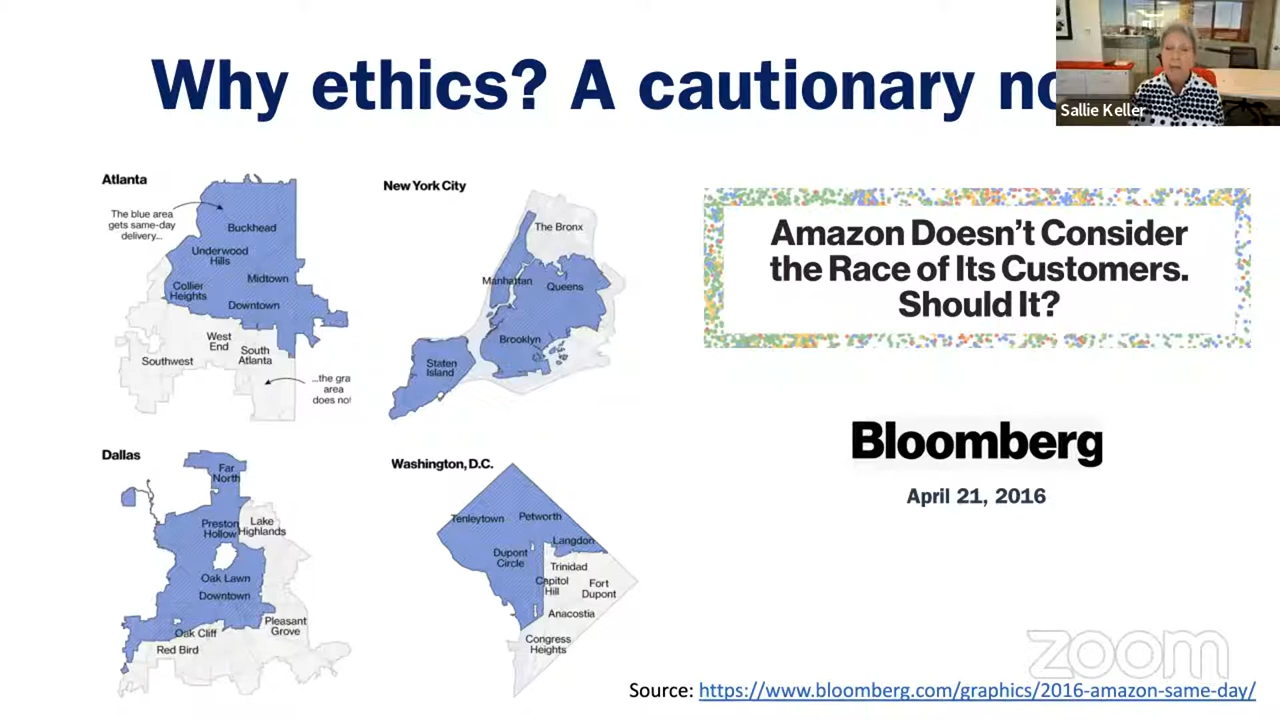 Why ethics? A cautionary no
Sallie Keller
Atlanta
The blue area
gets same-day
delivery...
Buckhead
Underwood
Hills
Midtown
Collier
Heights
Downtown
West
End
South
Atlanta
Southwest
...the gra
area
does not
New York City
The Bronx
Manhattan
Queens
Brooklyn
Staten
Island
Amazon Doesn't Consider
the Race of Its Customers.
Should It?
Bloomberg
April 21, 2016
Dallas
Far
North
Preston
Hollow
Lake
Highlands
Oak Lawn
Downtown
Pleasant
Grove
Oak Cliff
Red Bird
Washington, D.C.
Tenleytown
Petworth
Langdon
Dupont
Circle
Trinidad
Capitol
Hill
Fort
Dupont
Anacostia
Congress
Heights
zoom
Source: https://www.bloomberg.com/graphics/2016-amazon-same-day/